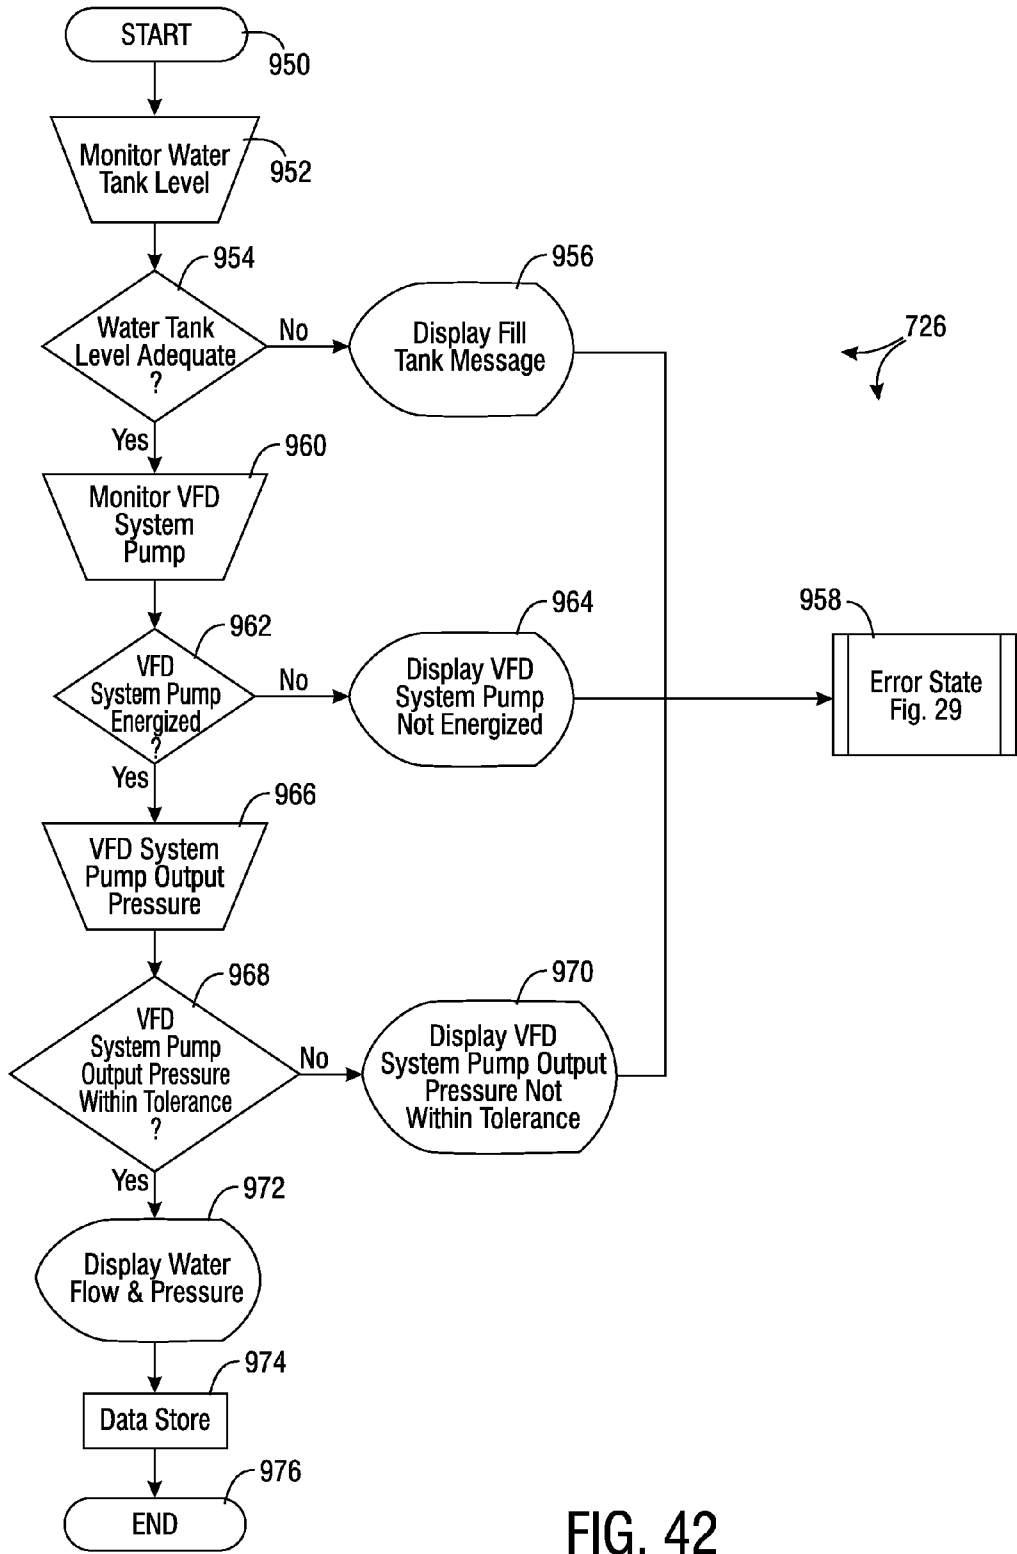 START
950
Monitor Water
Tank Level
952
954
Water Tank
Level Adequate
?
No
956
Display Fill
Tank Message
726
Yes
960
Monitor VFD
System
Pump
962
VFD
System Pump
Energized
?
No
964
Display VFD
System Pump
Not Energized
958
Error State
Fig. 29
Yes
966
VFD System
Pump Output
Pressure
968
VFD
System Pump
Output Pressure
Within Tolerance
?
No
970
Display VFD
System Pump Output
Pressure Not
Within Tolerance
Yes
972
Display Water
Flow & Pressure
974
Data Store
976
END
FIG. 42